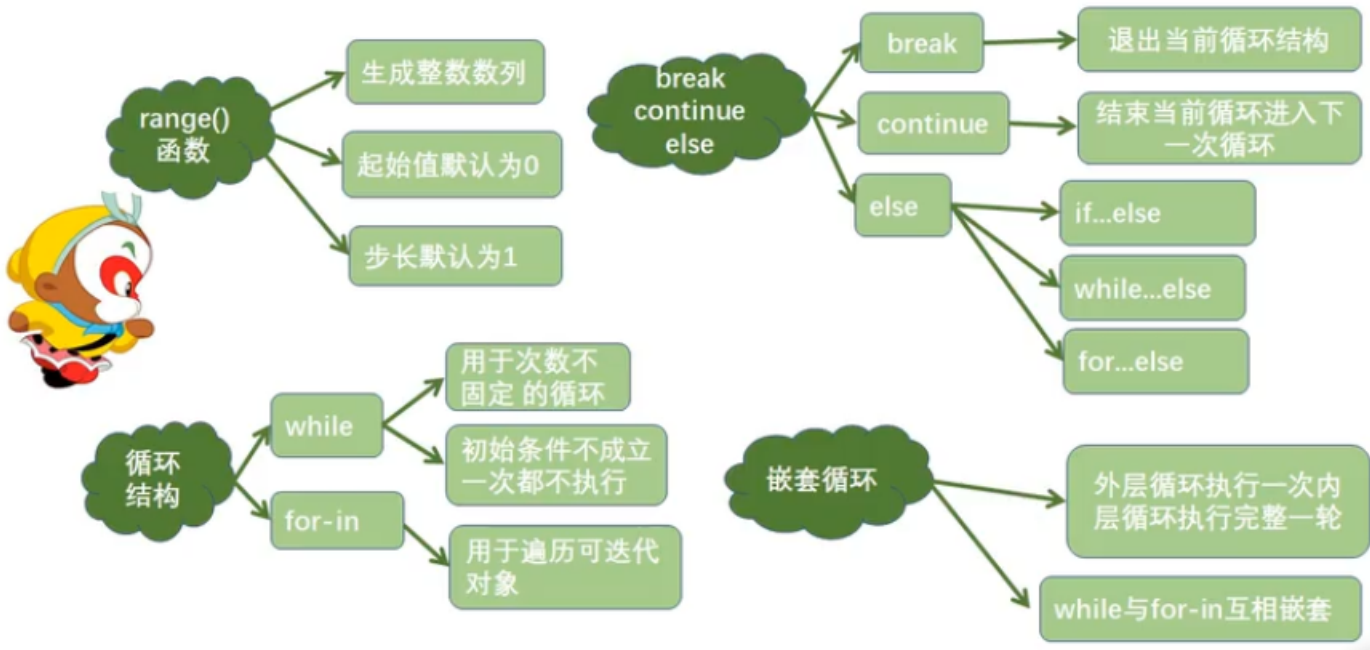 range()
函数
生成整数数列
起始值默认为0
步长默认为1
break
continue
else
break
退出当前循环结构
continue
结束当前循环进入下
一次循环
else
if...else
while...else
for...else
循环
结构
while
用于次数不
固定 的循环
初始条件不成立
一次都不执行
for-in
用于遍历可迭代
对象
嵌套循环
外层循环执行一次内
层循环执行完整一轮
while与for-in互相嵌套